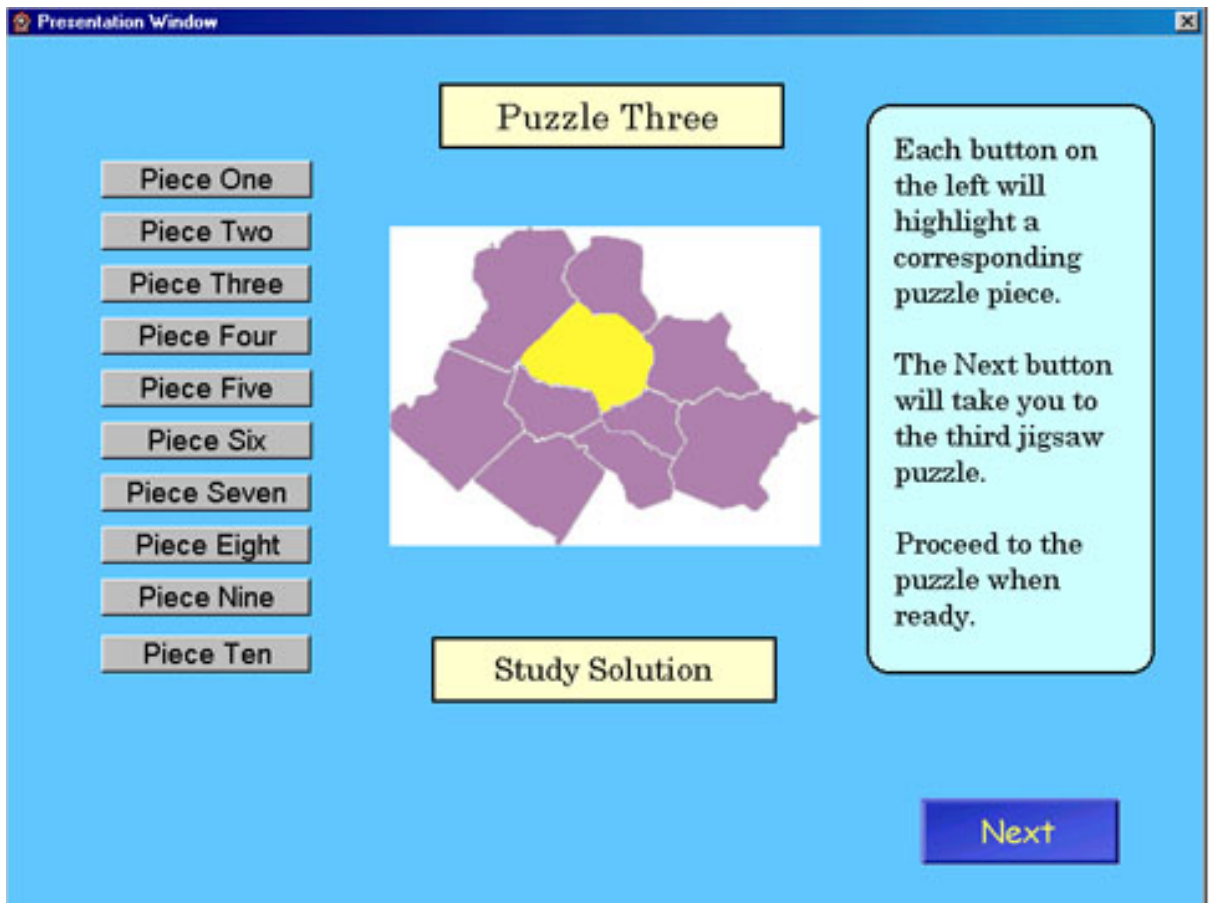 Presentation Window
Puzzle Three
Piece One
Piece Two
Piece Three
Piece Four
Piece Five
Piece Six
Piece Seven
Piece Eight
Piece Nine
Piece Ten
Each button on
the left will
highlight a
corresponding
puzzle piece.
The Next button
will take you to
the third jigsaw
puzzle.
Proceed to the
puzzle when
ready.
Study Solution
Next